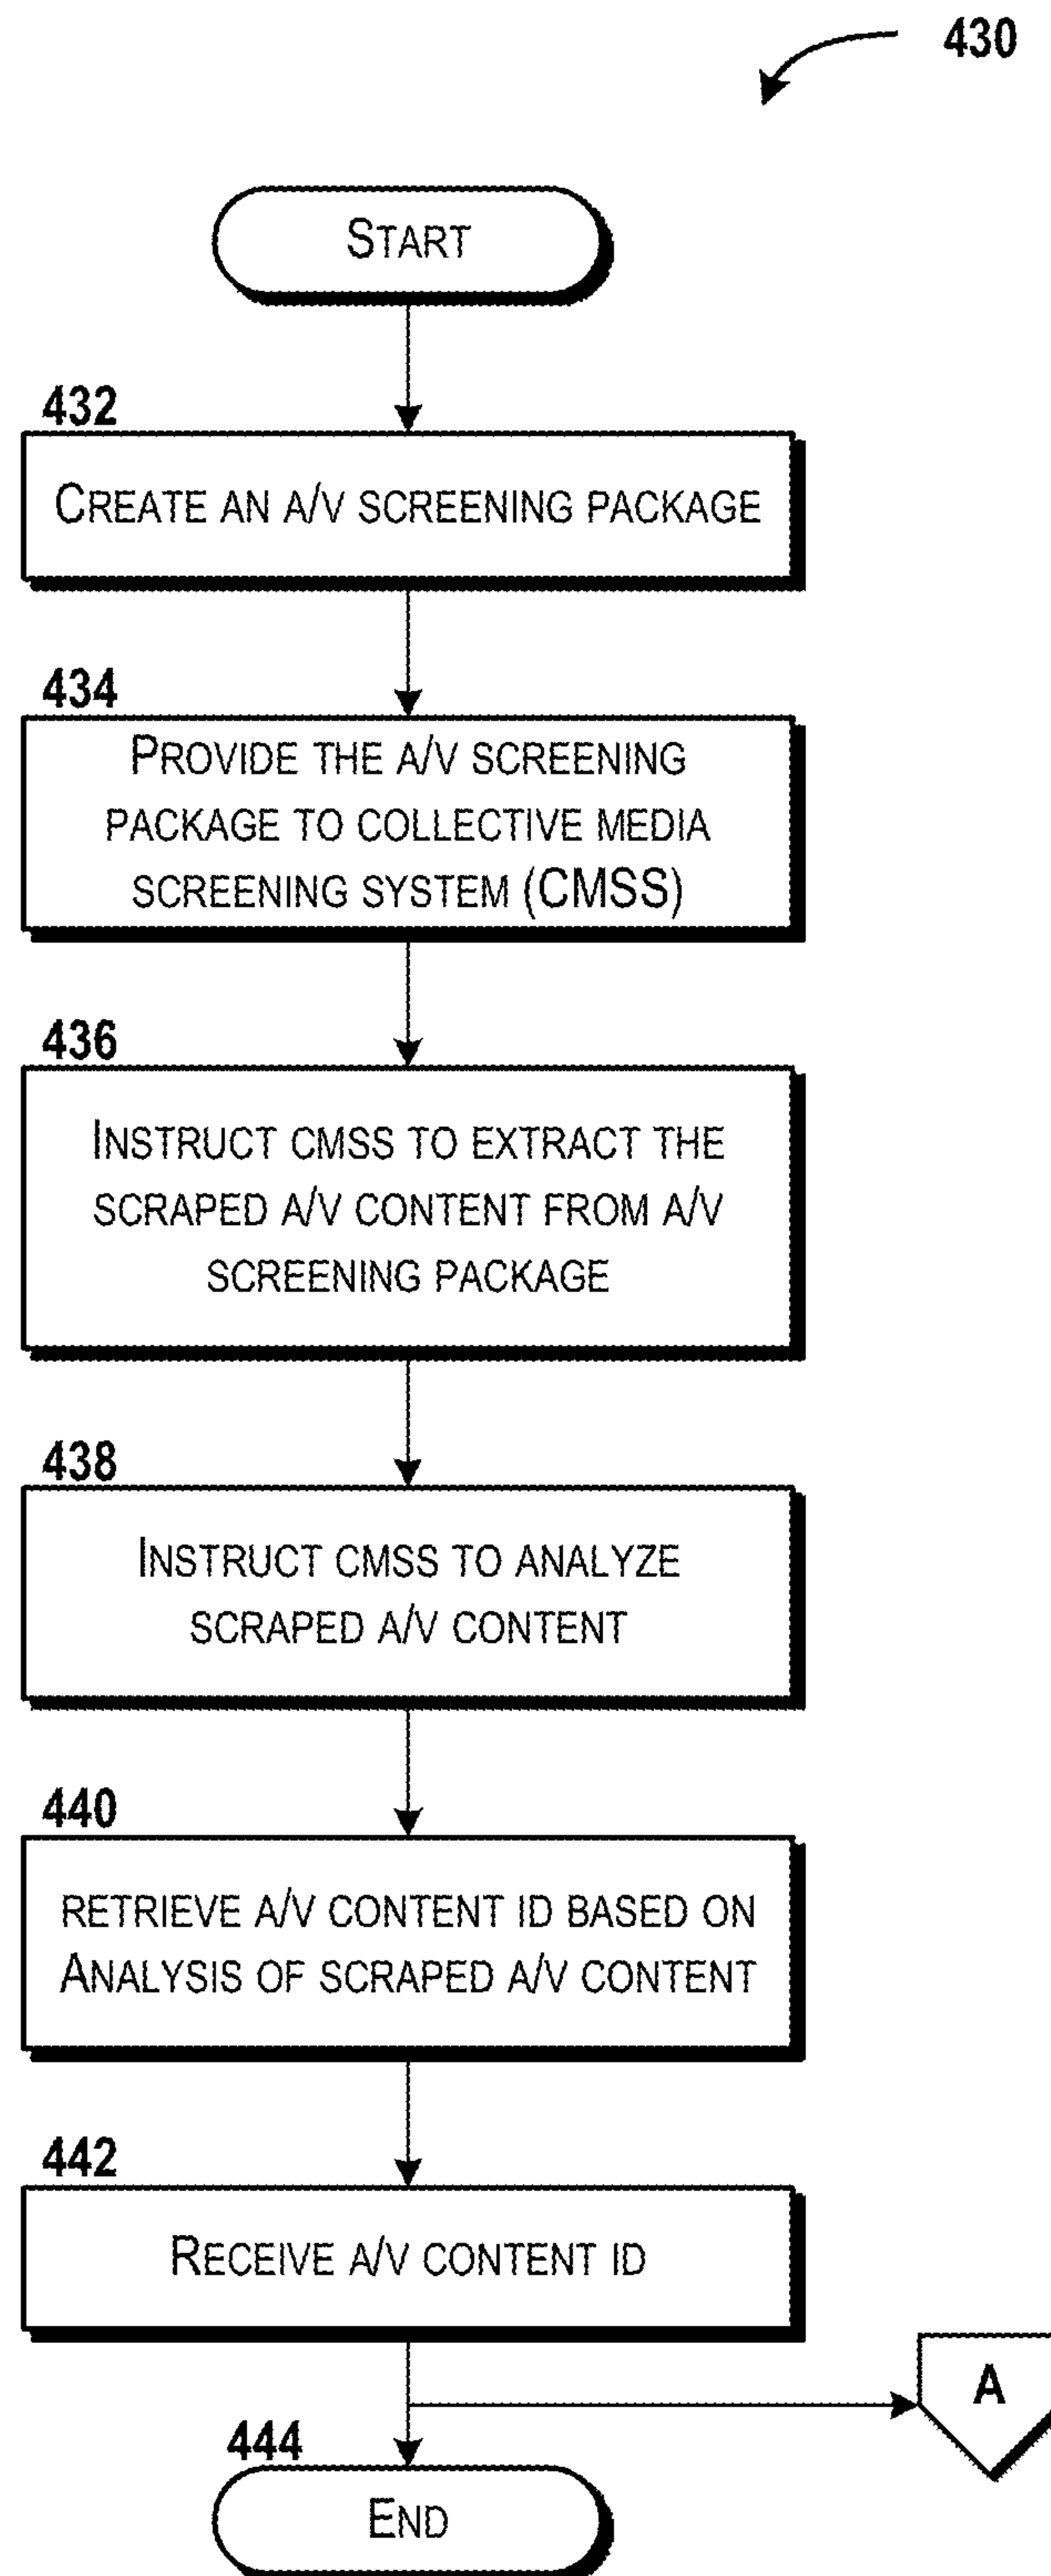 430
START
432
CREATE AN A/V SCREENING PACKAGE
434
PROVIDE THE A/V SCREENING
PACKAGE TO COLLECTIVE MEDIA
SCREENING SYSTEM (CMSS)
436
INSTRUCT CMSS TO EXTRACT THE
SCRAPED A/V CONTENT FROM A/V
SCREENING PACKAGE
438
INSTRUCT CMSS TO ANALYZE
SCRAPED A/V CONTENT
440
RETRIEVE A/V CONTENT ID BASED ON
ANALYSIS OF SCRAPED A/V CONTENT
442
RECEIVE A/V CONTENT ID
A
444
END